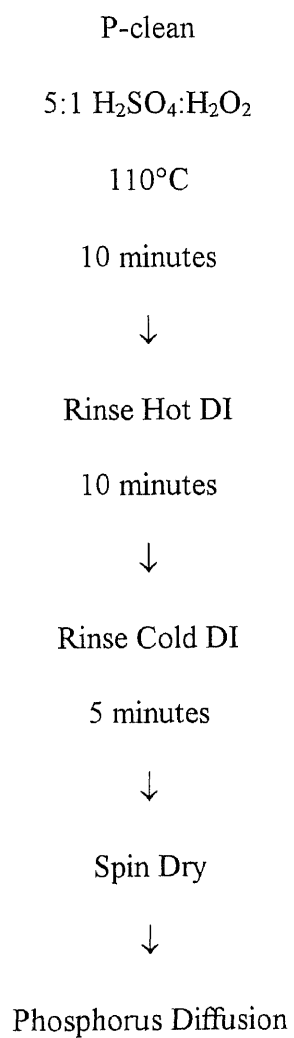 P-clean
5:1 H₂SO₄:H₂O₂
110°C
10 minutes
↓
Rinse Hot DI
10 minutes
↓
Rinse Cold DI
5 minutes
↓
Spin Dry
↓
Phosphorus Diffusion